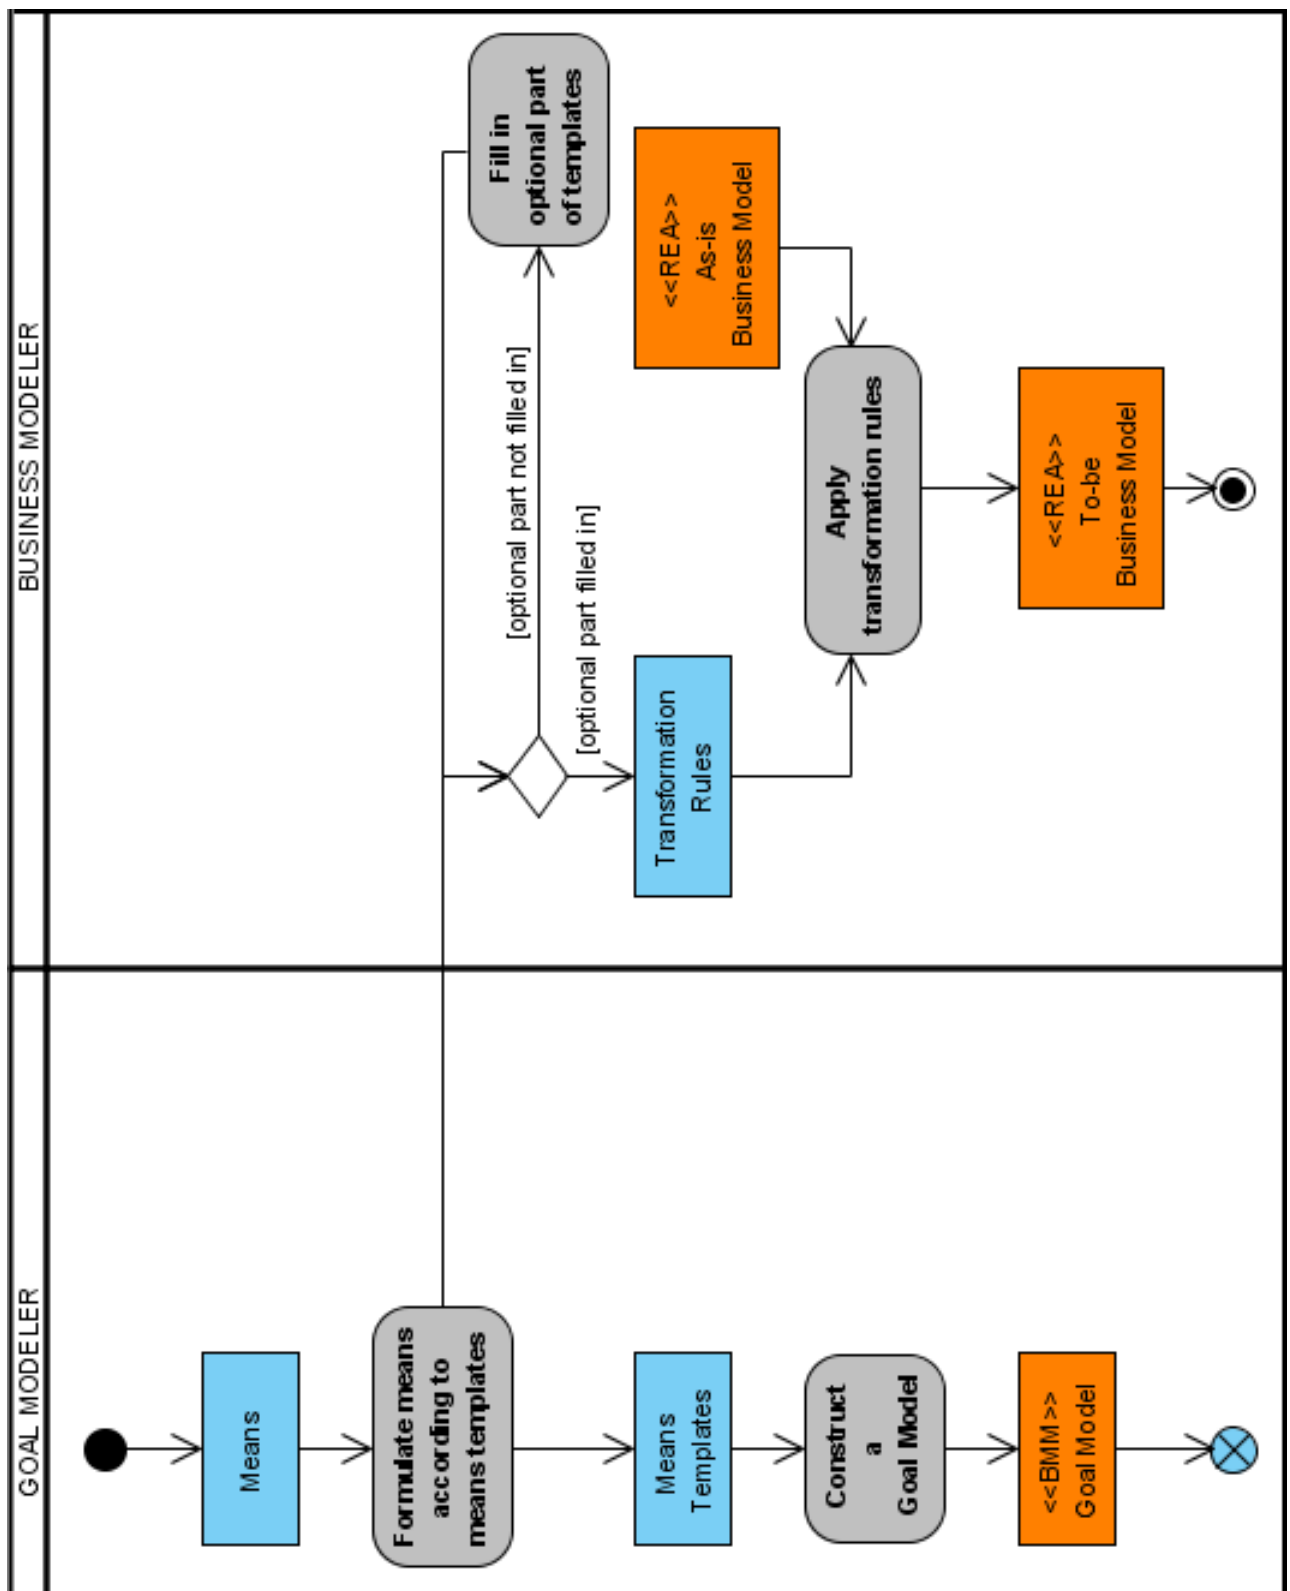 GOAL MODELER
Means
Formulate means
according to
means templates
Means
Templates
Construct
a
Goal Model
<<BMM>>
Goal Model
BUSINESS MODELER
Fill in
optional part
of templates
[optional part not filled in]
[optional part filled in]
Transformation
Rules
<<REA>>
As-is
Business Model
Apply
transformation rules
<<REA>>
To-be
Business Model